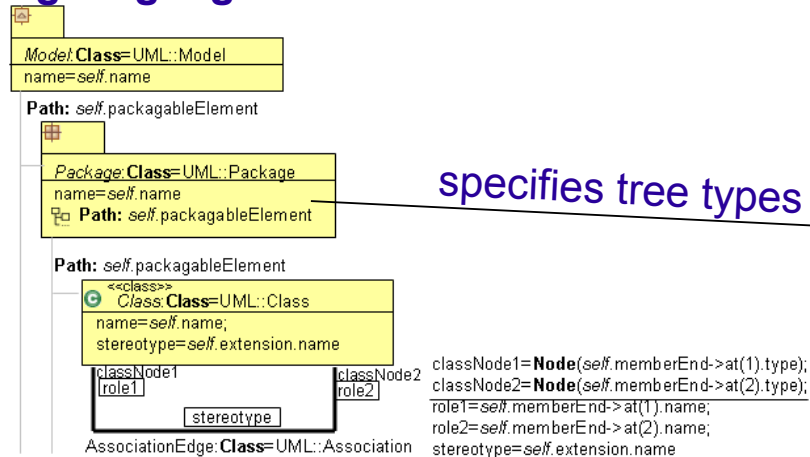 Model:Class=UML::Model
name=self.name
Path: self.packagableElement
Package:Class=UML::Package
name=self.name
Path: self.packagableElement
specifies tree types
Path: self.packagableElement
<<class>>
C Class:Class=UML::Class
name=self.name;
stereotype=self.extension.name
classNode1
role1
classNode2
role2
stereotype
AssociationEdge:Class=UML::Association
classNode1=Node(self.memberEnd->at(1).type);
classNode2=Node(self.memberEnd->at(2).type);
role1=self.memberEnd->at(1).name;
role2=self.memberEnd->at(2).name;
stereotype=self.extension.name